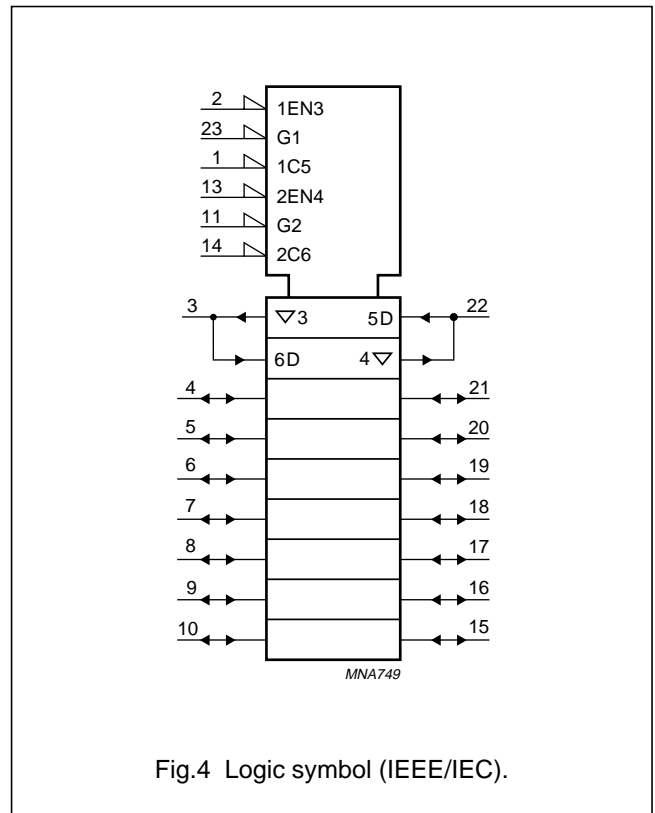 2 1EN3
23 G1
1 1C5
13 2EN4
11 G2
14 2C6
3 ▽3 5D 22
6D 4▽
4 21
5 20
6 19
7 18
8 17
9 16
10 15
MNA749
Fig.4 Logic symbol (IEEE/IEC).